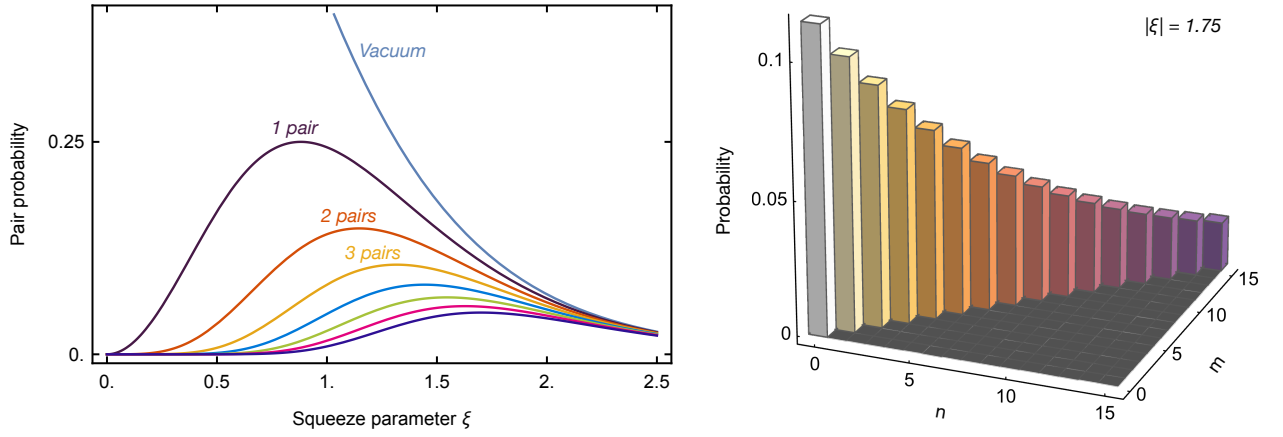 Pair probability
0.25
0.
Vacuum
1 pair
2 pairs
3 pairs
0. 0.5 1. 1.5 2. 2.5
Squeeze parameter ξ
|ξ| = 1.75
Probability
0.1
0.05
0
0 5 10 15
n
0 5 10 15
m